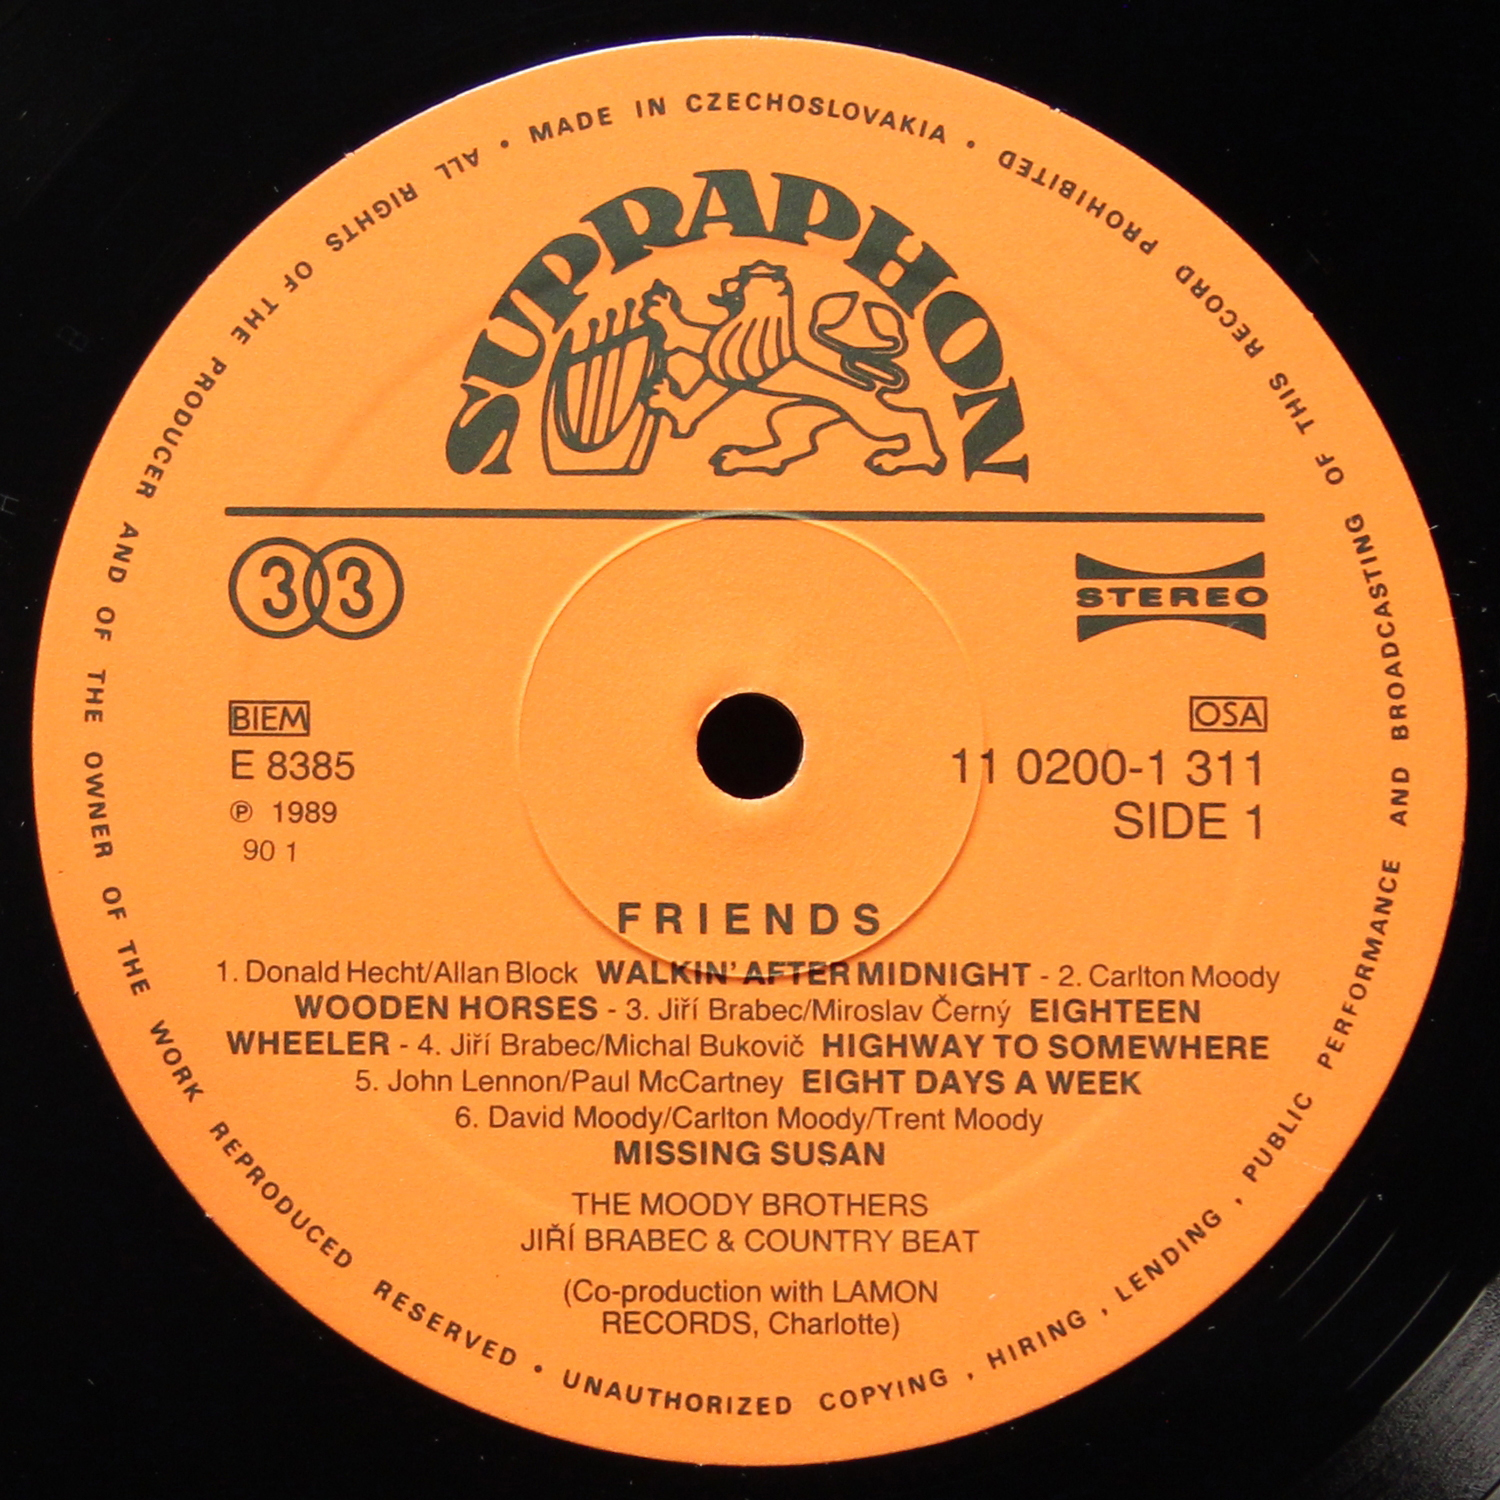 • MADE IN CZECHOSLOVAKIA •
ALL RIGHTS OF THE PRODUCER AND OF THE OWNER OF THE WORK REPRODUCED RESERVED • UNAUTHORIZED COPYING , HIRING , LENDING , PUBLIC PERFORMANCE AND BROADCASTING OF THIS RECORD PROHIBITED
SUPRAPHON
33
STEREO
BIEM
OSA
E 8385
11 0200-1 311
℗ 1989
SIDE 1
90 1
FRIENDS
1. Donald Hecht/Allan Block WALKIN' AFTER MIDNIGHT - 2. Carlton Moody
WOODEN HORSES - 3. Jiří Brabec/Miroslav Černý EIGHTEEN
WHEELER - 4. Jiří Brabec/Michal Bukovič HIGHWAY TO SOMEWHERE
5. John Lennon/Paul McCartney EIGHT DAYS A WEEK
6. David Moody/Carlton Moody/Trent Moody
MISSING SUSAN
THE MOODY BROTHERS
JIŘÍ BRABEC & COUNTRY BEAT
(Co-production with LAMON
RECORDS, Charlotte)